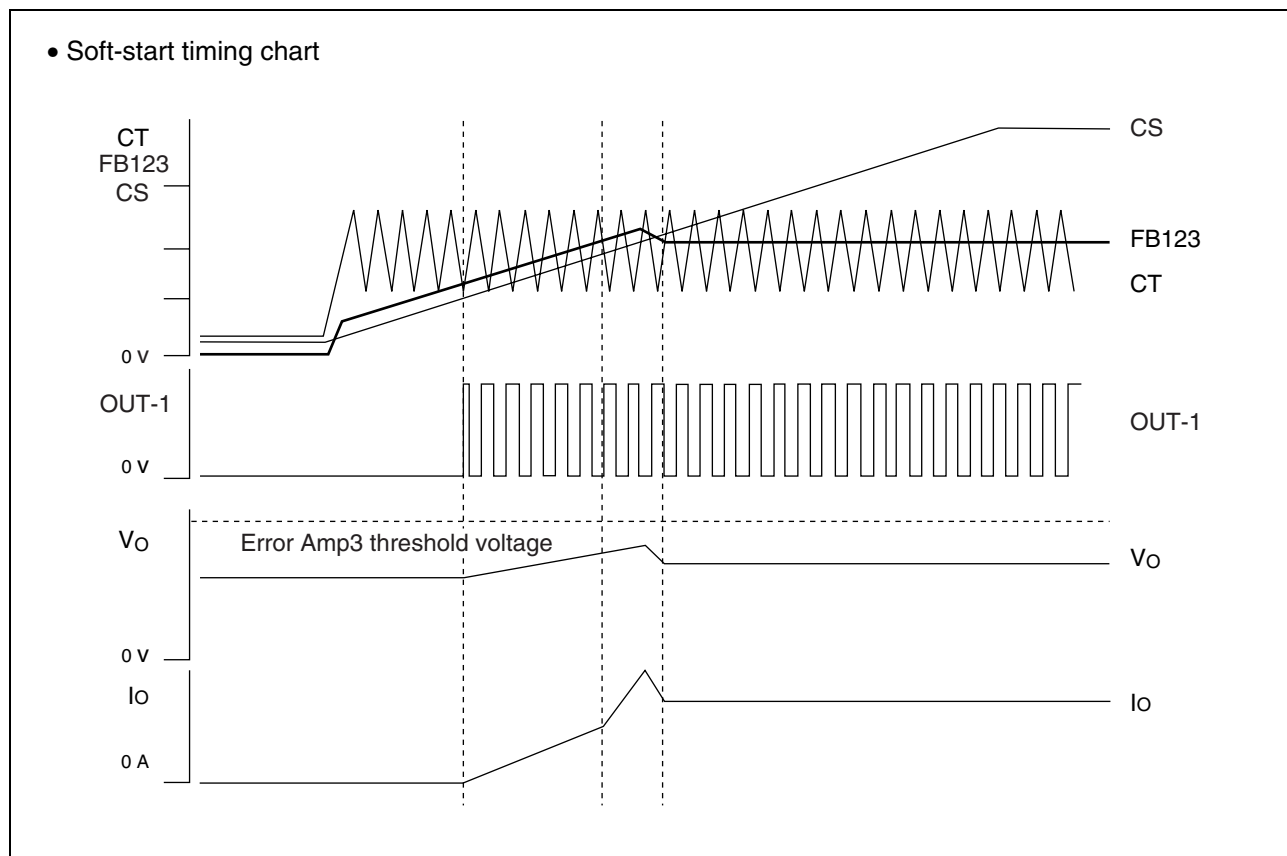 • Soft-start timing chart
CT
FB123
CS
0 V
CS
FB123
CT
OUT-1
0 V
OUT-1
VO
Error Amp3 threshold voltage
0 V
VO
IO
0 A
IO